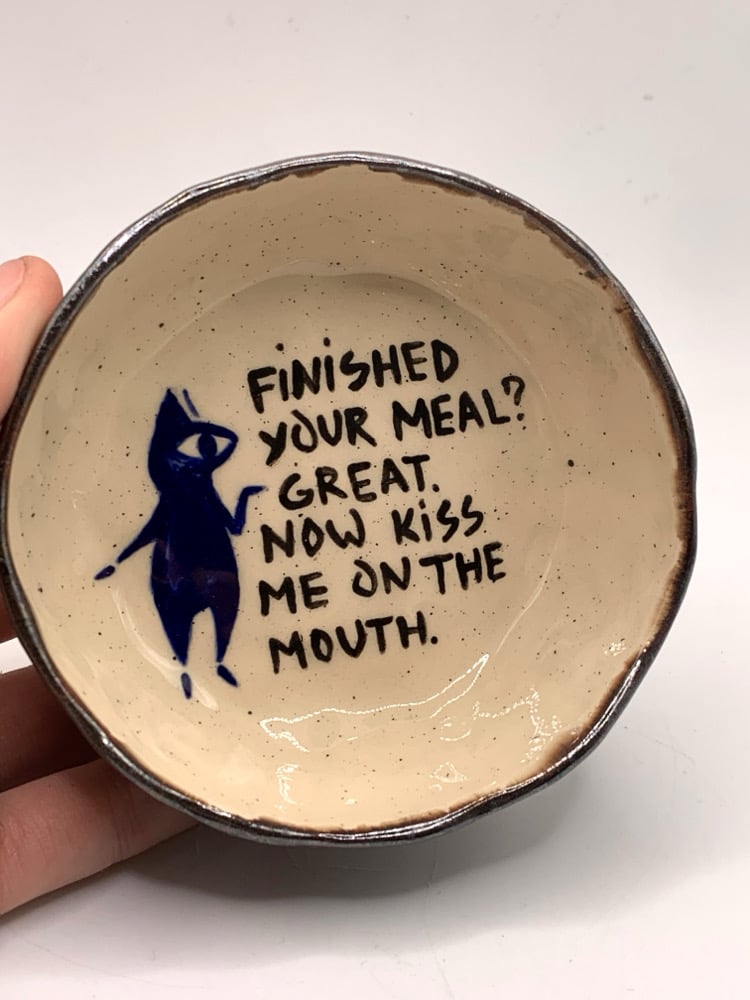 FINISHED
YOUR MEAL?
GREAT.
NOW KISS
ME ON THE
MOUTH.